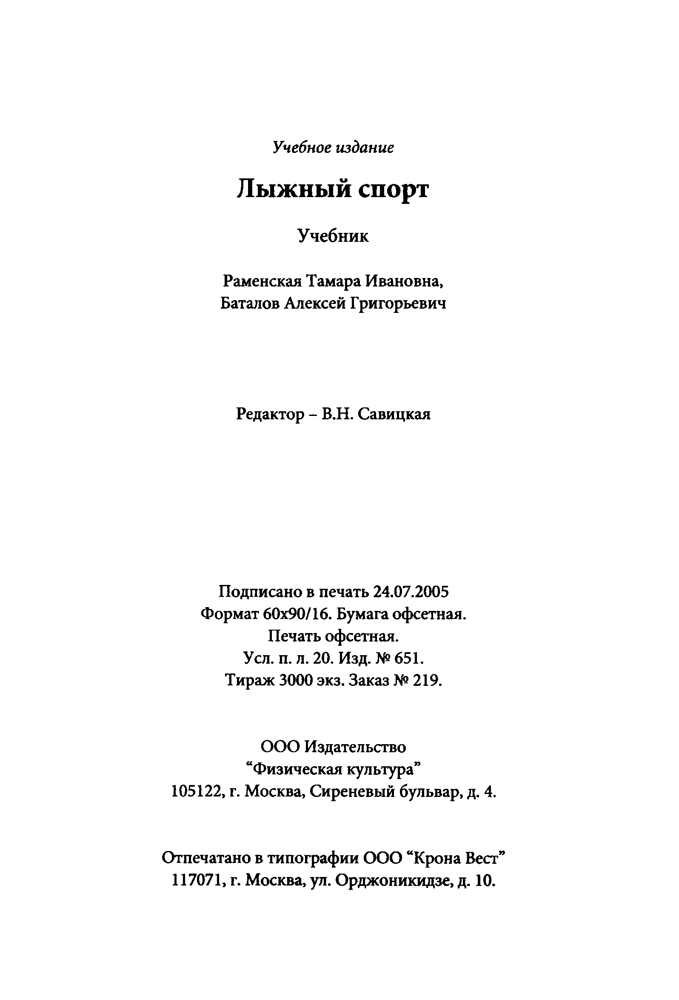 Учебное издание
Лыжный спорт
Учебник
Раменская Тамара Ивановна,
Баталов Алексей Григорьевич
Редактор – В.Н. Савицкая
Подписано в печать 24.07.2005
Формат 60х90/16. Бумага офсетная.
Печать офсетная.
Усл. п. л. 20. Изд. № 651.
Тираж 3000 экз. Заказ № 219.
ООО Издательство
“Физическая культура”
105122, г. Москва, Сиреневый бульвар, д. 4.
Отпечатано в типографии ООО “Крона Вест”
117071, г. Москва, ул. Орджоникидзе, д. 10.